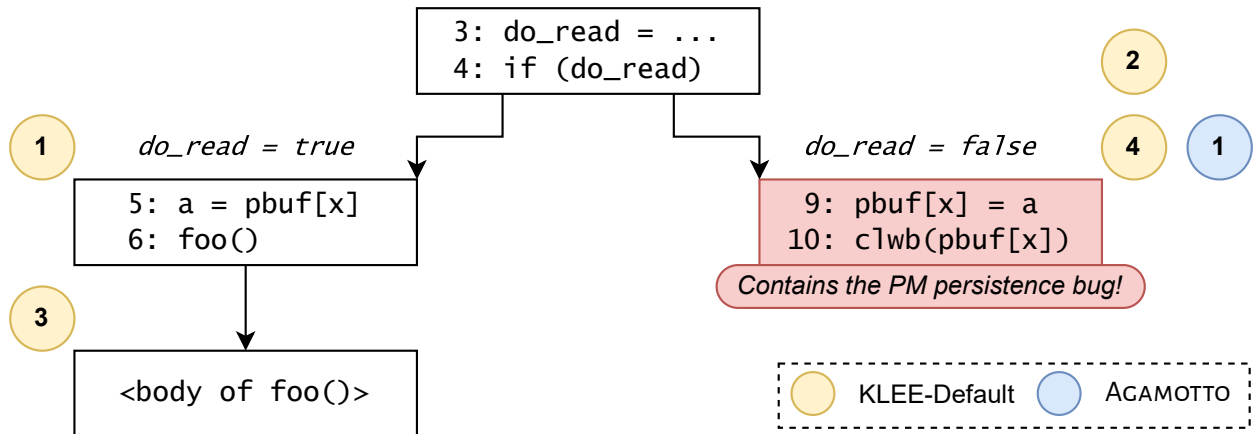 3: do_read = ...
4: if (do_read)
2
1
do_read = true
do_read = false
4
1
5: a = pbuf[x]
6: foo()
9: pbuf[x] = a
10: clwb(pbuf[x])
Contains the PM persistence bug!
3
<body of foo()>
KLEE-Default
AGAMOTTO